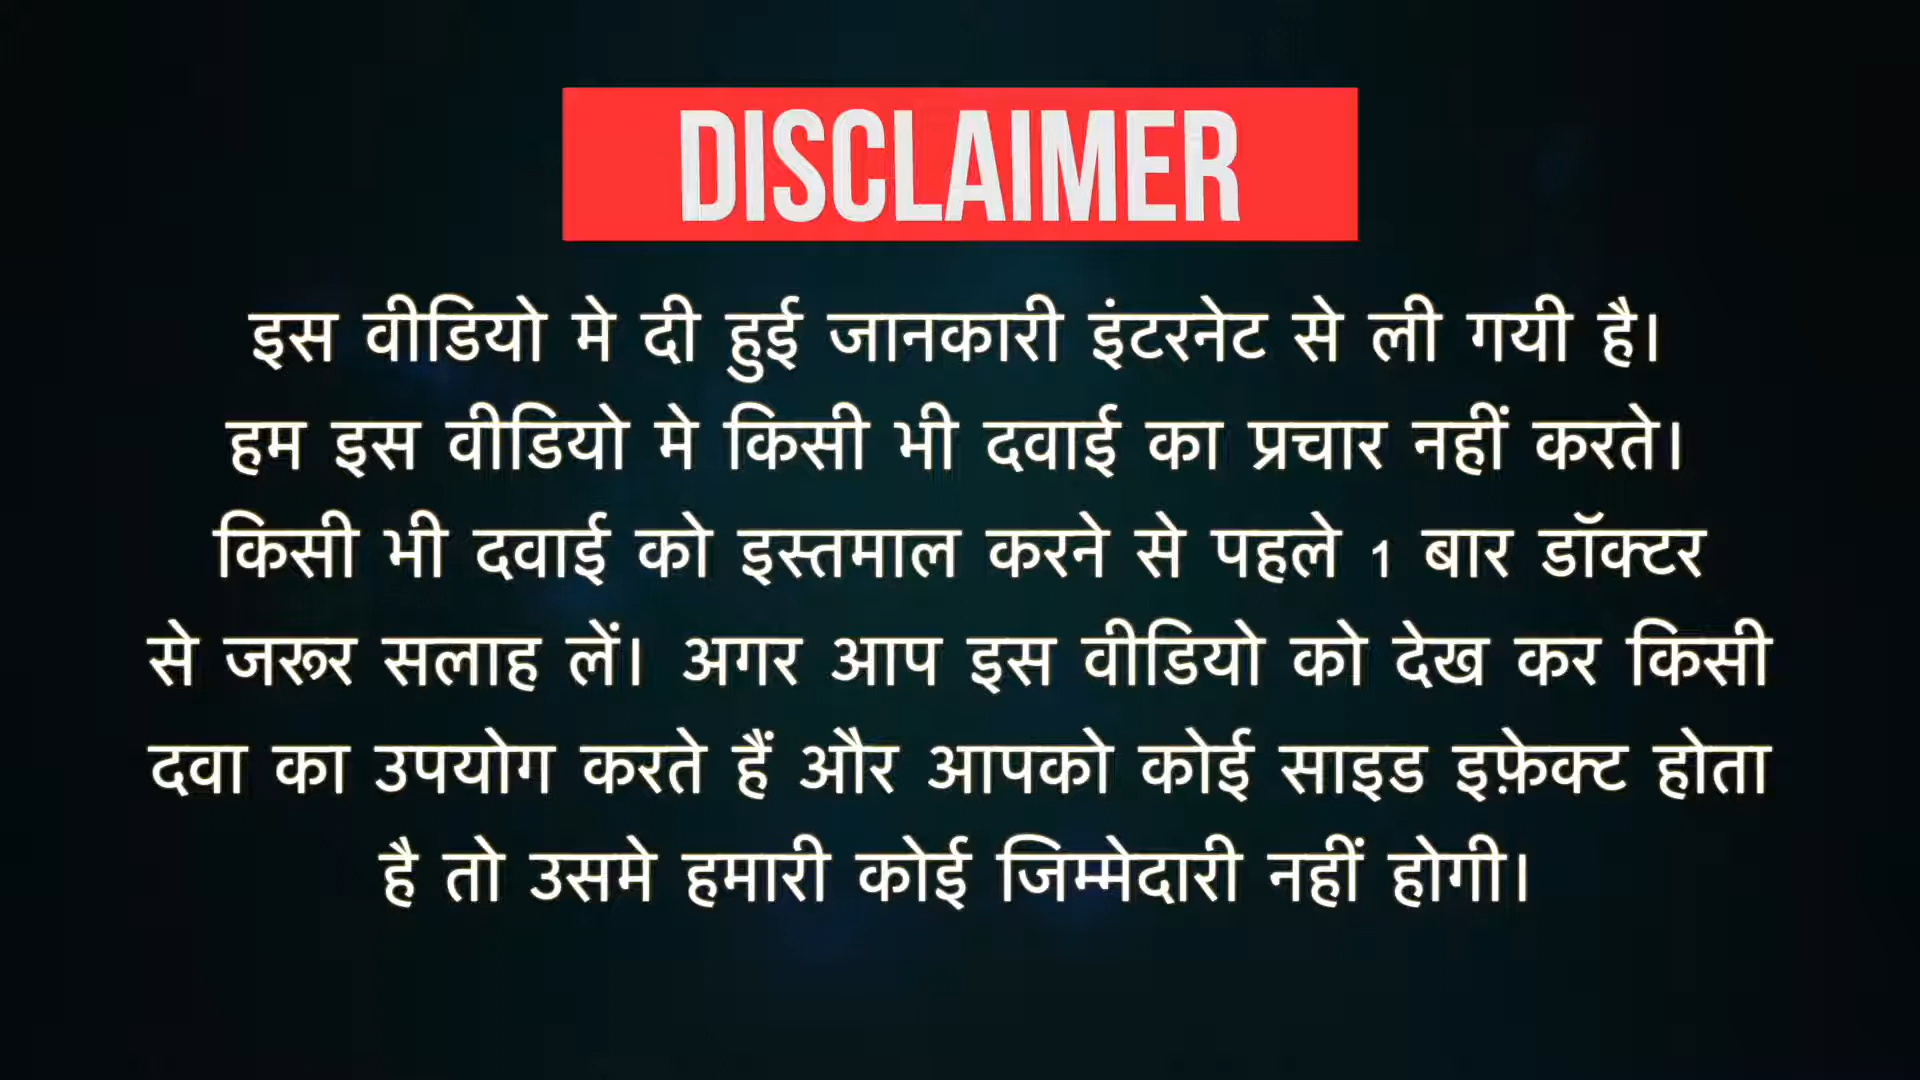 DISCLAIMER
इस वीडियो मे दी हुई जानकारी इंटरनेट से ली गयी है।
हम इस वीडियो मे किसी भी दवाई का प्रचार नहीं करते।
किसी भी दवाई को इस्तमाल करने से पहले 1 बार डॉक्टर
से जरूर सलाह लें। अगर आप इस वीडियो को देख कर किसी
दवा का उपयोग करते हैं और आपको कोई साइड इफ़ेक्ट होता
है तो उसमे हमारी कोई जिम्मेदारी नहीं होगी।